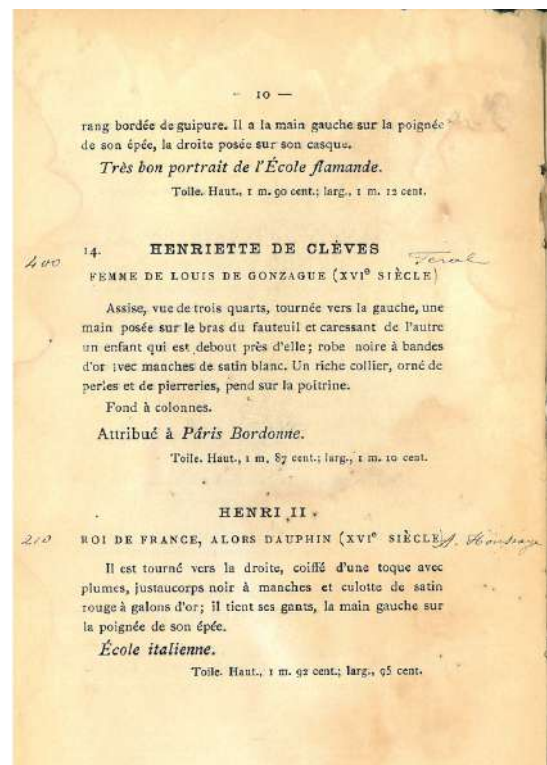 - 10 —
rang bordée de guipure. Il a la main gauche sur la poignée
de son épée, la droite posée sur son casque.
Très bon portrait de l'École flamande.
Toile. Haut., 1 m. 90 cent.; larg., 1 m. 12 cent.
400 14. HENRIETTE DE CLÈVES Feral
FEMME DE LOUIS DE GONZAGUE (XVIe SIÈCLE)
Assise, vue de trois quarts, tournée vers la gauche, une
main posée sur le bras du fauteuil et caressant de l'autre
un enfant qui est debout près d'elle; robe noire à bandes
d'or avec manches de satin blanc. Un riche collier, orné de
perles et de pierreries, pend sur la poitrine.
Fond à colonnes.
Attribué à Pâris Bordonne.
Toile. Haut., 1 m. 87 cent.; larg., 1 m. 10 cent.
HENRI II
210 ROI DE FRANCE, ALORS DAUPHIN (XVIe SIÈCLE)
Il est tourné vers la droite, coiffé d'une toque avec
plumes, justaucorps noir à manches et culotte de satin
rouge à galons d'or; il tient ses gants, la main gauche sur
la poignée de son épée.
École italienne.
Toile. Haut., 1 m. 92 cent.; larg., 95 cent.